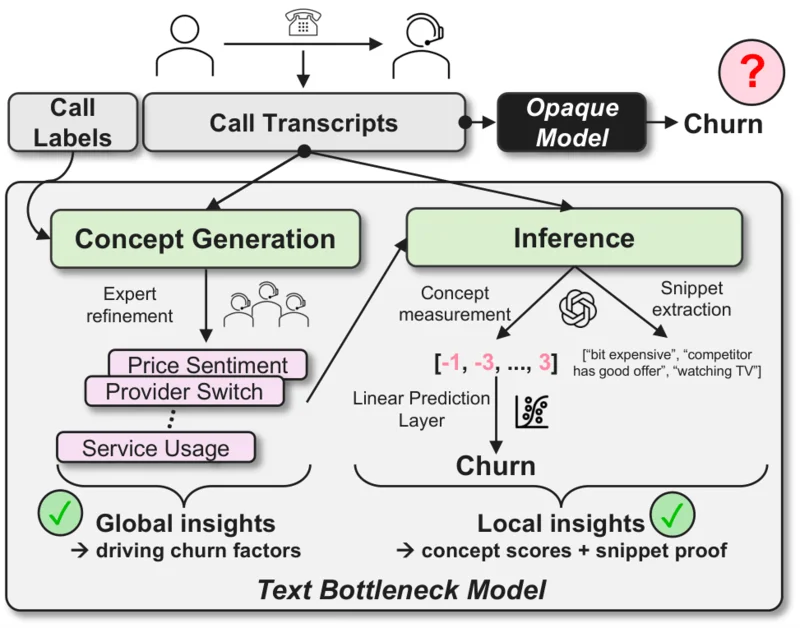 ?
Call
Labels
Call Transcripts
Opaque
Model
Churn
Concept Generation
Inference
Expert
refinement
Price Sentiment
Provider Switch
Service Usage
Concept
measurement
Snippet
extraction
[-1, -3, ..., 3]
["bit expensive", "competitor
has good offer", "watching TV"]
Linear Prediction
Layer
Churn
Global insights
→ driving churn factors
Local insights
→ concept scores + snippet proof
Text Bottleneck Model